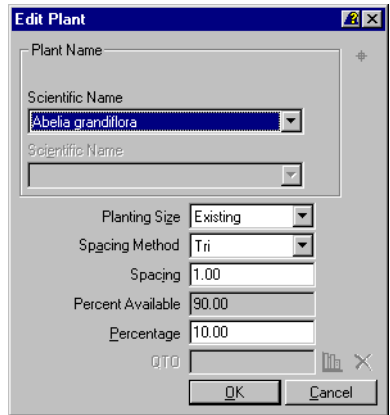 Edit Plant
Plant Name
Scientific Name
Abelia grandiflora
Scientific Name
Planting Size Existing
Spacing Method Tri
Spacing 1.00
Percent Available 90.00
Percentage 10.00
QTO
OK Cancel